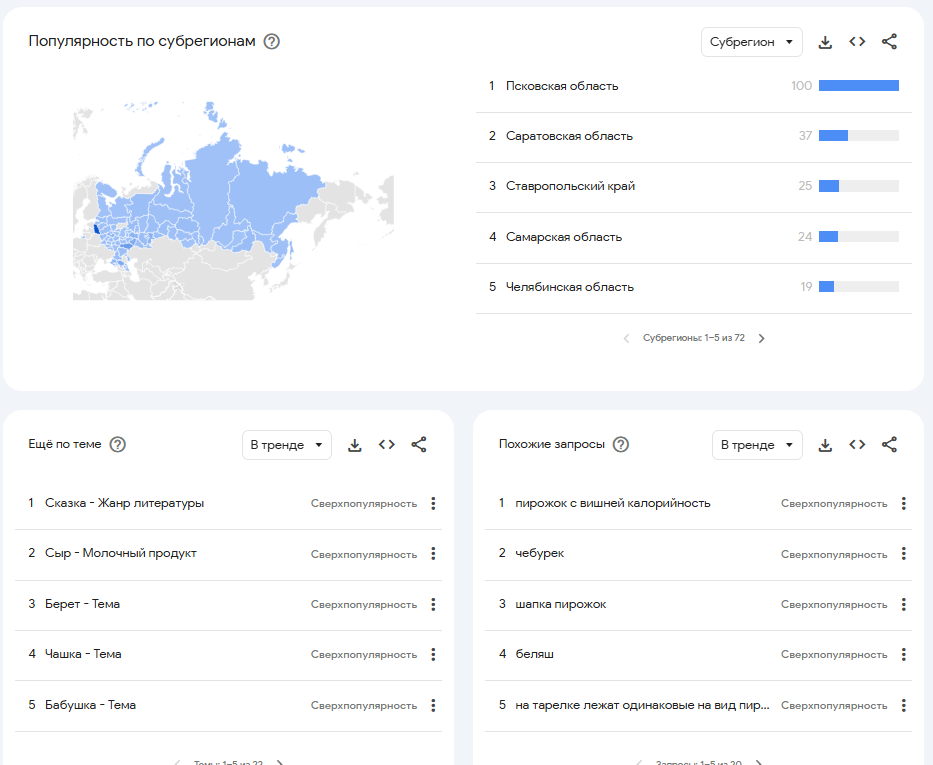 Популярность по субрегионам
Субрегион
1 Псковская область 100
2 Саратовская область 37
3 Ставропольский край 25
4 Самарская область 24
5 Челябинская область 19
Субрегионы: 1–5 из 72
Ещё по теме
В тренде
1 Сказка - Жанр литературы Сверхпопулярность
2 Сыр - Молочный продукт Сверхпопулярность
3 Берет - Тема Сверхпопулярность
4 Чашка - Тема Сверхпопулярность
5 Бабушка - Тема Сверхпопулярность
Темы: 1–5 из 22
Похожие запросы
В тренде
1 пирожок с вишней калорийность Сверхпопулярность
2 чебурек Сверхпопулярность
3 шапка пирожок Сверхпопулярность
4 беляш Сверхпопулярность
5 на тарелке лежат одинаковые на вид пир... Сверхпопулярность
Запросы: 1–5 из 20